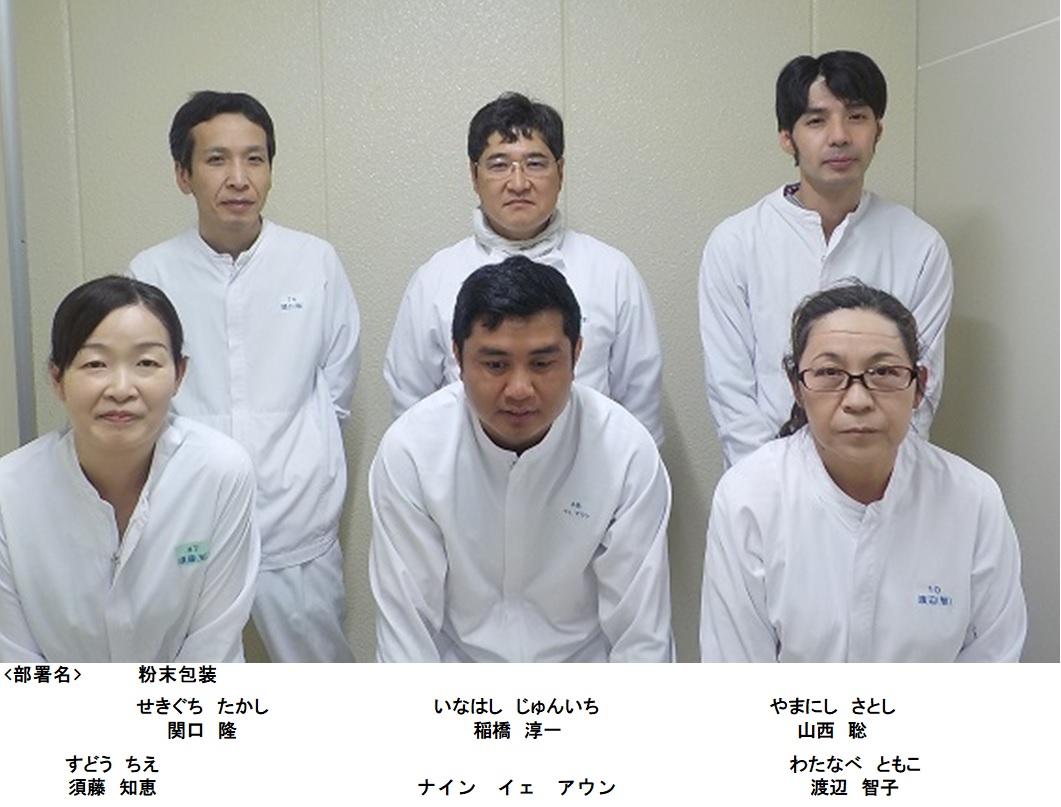 <部署名> 粉末包装
せきぐち たかし いなはし じゅんいち やまにし さとし
関口 隆 稲橋 淳一 山西 聡
すどう ちえ わたなべ ともこ
須藤 知恵 ナイン イェ アウン 渡辺 智子
47
10